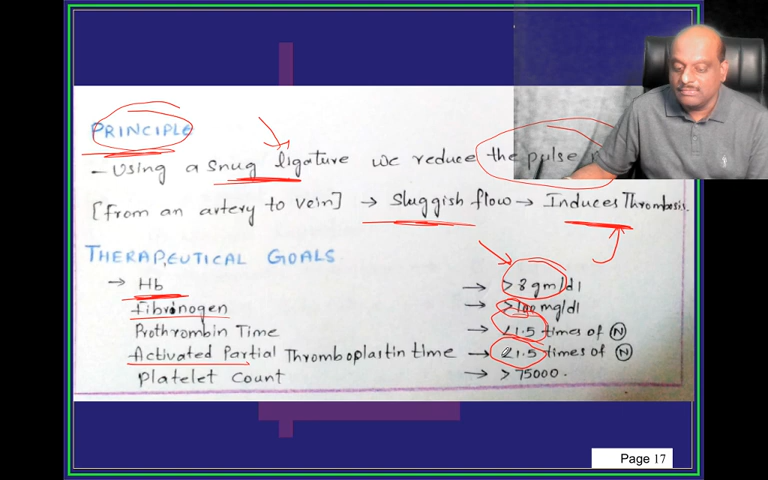 PRINCIPLE
- Using a snug ligature we reduce the pulse
[from an artery to vein] → Sluggish flow → Induces Thrombosis.
THERAPEUTICAL GOALS
→ Hb → >8 gm/dl
Fibrinogen → >100 mg/dl
Prothrombin Time → <1.5 times of N
Activated Partial Thromboplastin time → <1.5 times of N
Platelet Count → >75000.
Page 17